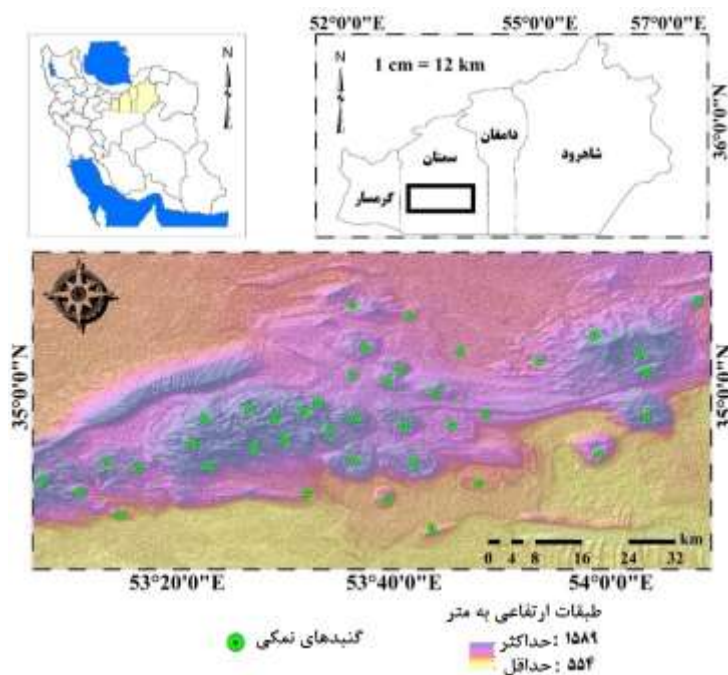 N
52°0'0"E 55°0'0"E 57°0'0"E
N
1 cm = 12 km
36°0'0"N
دامغان
سمنان
شاهرود
گرمسار
35°0'0"N
35°0'0"N
km
0 4 8 16 24 32
53°20'0"E 53°40'0"E 54°0'0"E
گنبدهای نمکی
طبقات ارتفاعی به متر
حداکثر: ۱۵۸۹
حداقل: ۵۵۴